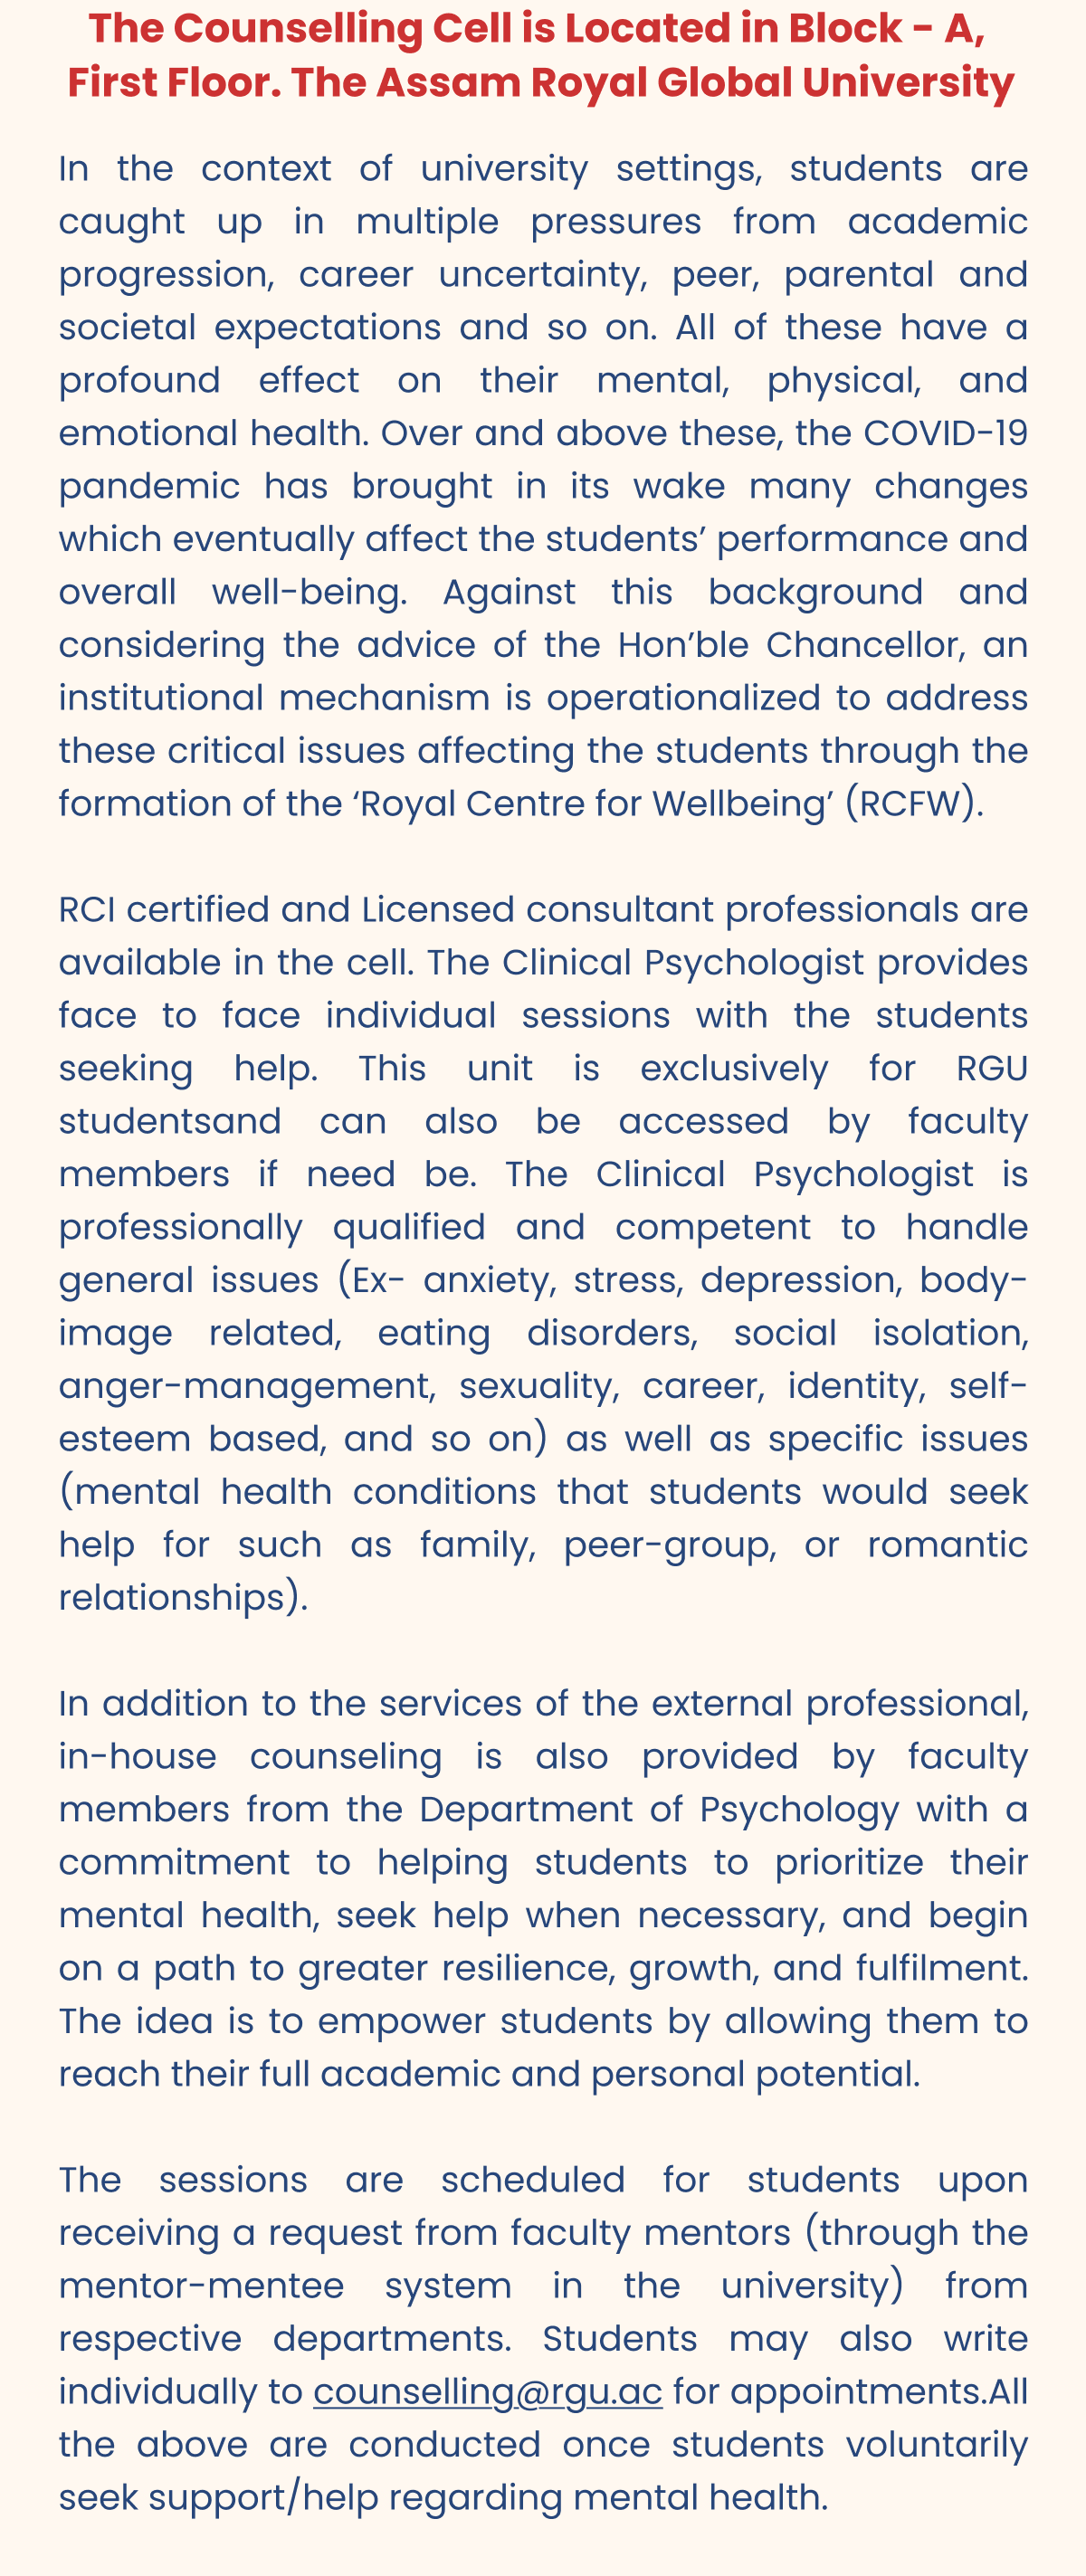 The Counselling Cell is Located in Block - A,
First Floor. The Assam Royal Global University
In the context of university settings, students are
caught up in multiple pressures from academic
progression, career uncertainty, peer, parental and
societal expectations and so on. All of these have a
profound effect on their mental, physical, and
emotional health. Over and above these, the COVID-19
pandemic has brought in its wake many changes
which eventually affect the students’ performance and
overall well-being. Against this background and
considering the advice of the Hon’ble Chancellor, an
institutional mechanism is operationalized to address
these critical issues affecting the students through the
formation of the ‘Royal Centre for Wellbeing’ (RCFW).
RCI certified and Licensed consultant professionals are
available in the cell. The Clinical Psychologist provides
face to face individual sessions with the students
seeking help. This unit is exclusively for RGU
studentsand can also be accessed by faculty
members if need be. The Clinical Psychologist is
professionally qualified and competent to handle
general issues (Ex- anxiety, stress, depression, body-
image related, eating disorders, social isolation,
anger-management, sexuality, career, identity, self-
esteem based, and so on) as well as specific issues
(mental health conditions that students would seek
help for such as family, peer-group, or romantic
relationships).
In addition to the services of the external professional,
in-house counseling is also provided by faculty
members from the Department of Psychology with a
commitment to helping students to prioritize their
mental health, seek help when necessary, and begin
on a path to greater resilience, growth, and fulfilment.
The idea is to empower students by allowing them to
reach their full academic and personal potential.
The sessions are scheduled for students upon
receiving a request from faculty mentors (through the
mentor-mentee system in the university) from
respective departments. Students may also write
individually to counselling@rgu.ac for appointments.All
the above are conducted once students voluntarily
seek support/help regarding mental health.